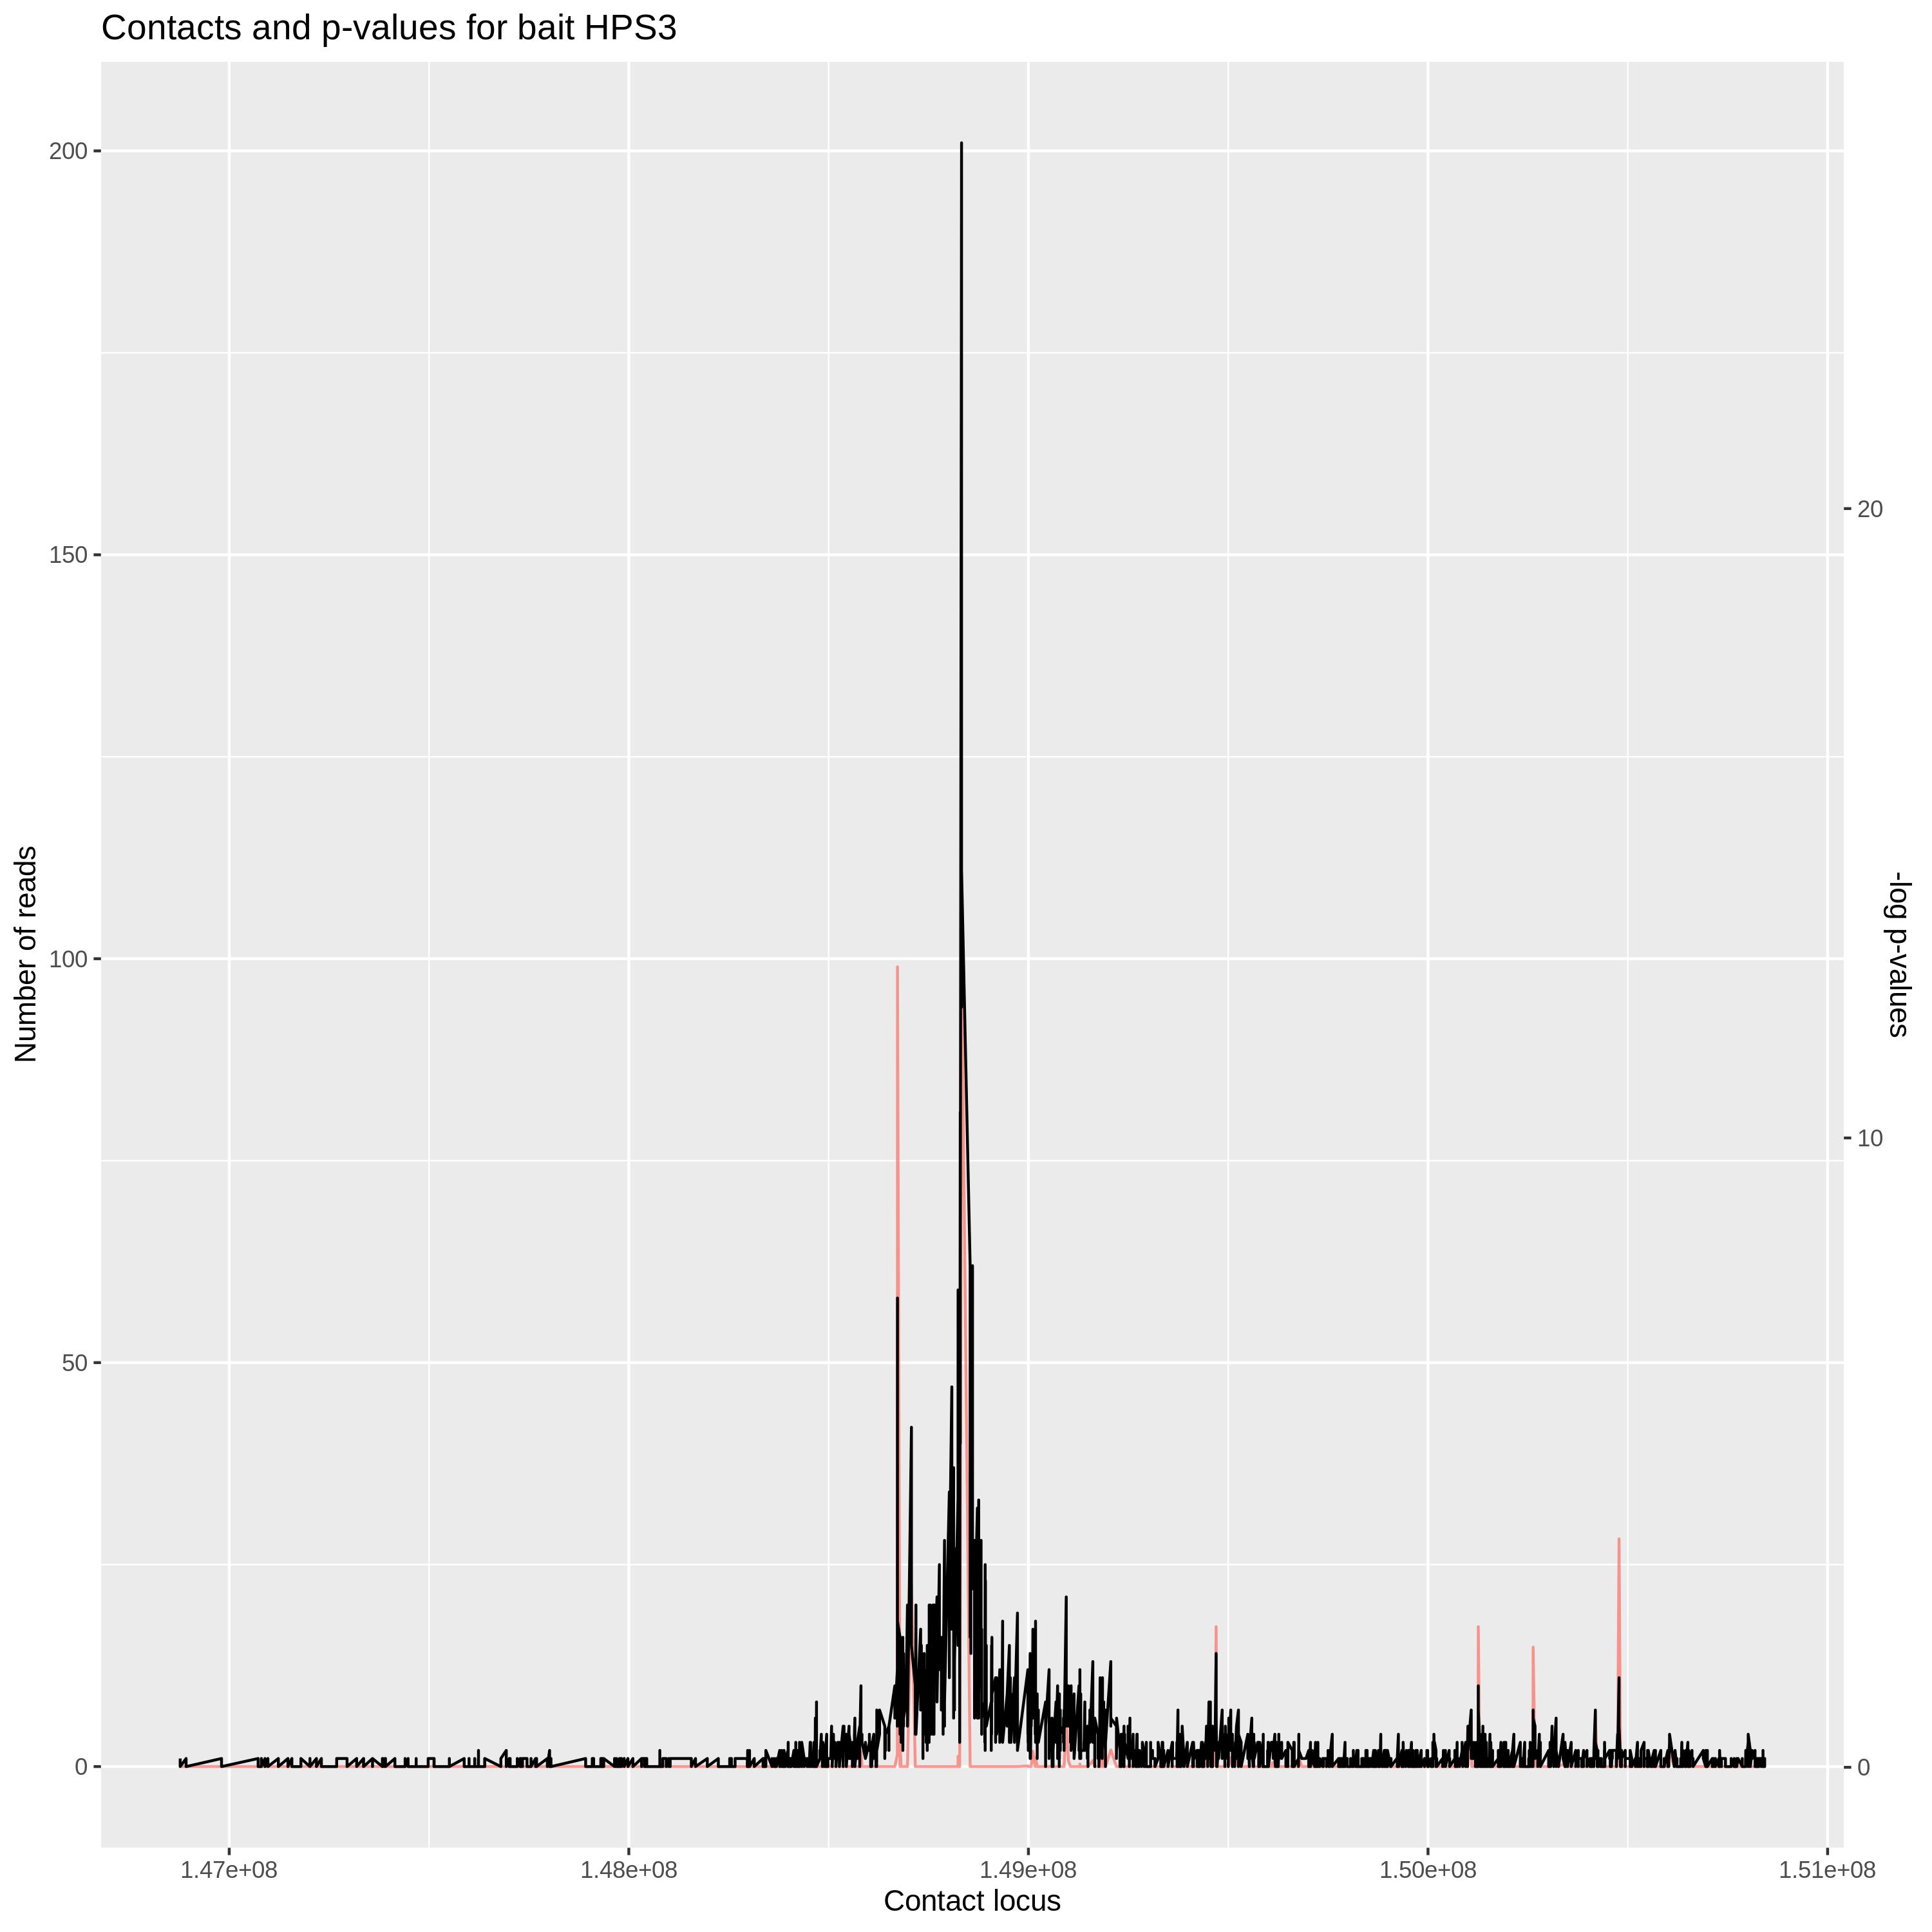 Contacts and p-values for bait HPS3
200
150
100
50
0
Number of reads
20
10
0
-log p-values
1.47e+08
1.48e+08
1.49e+08
1.50e+08
1.51e+08
Contact locus